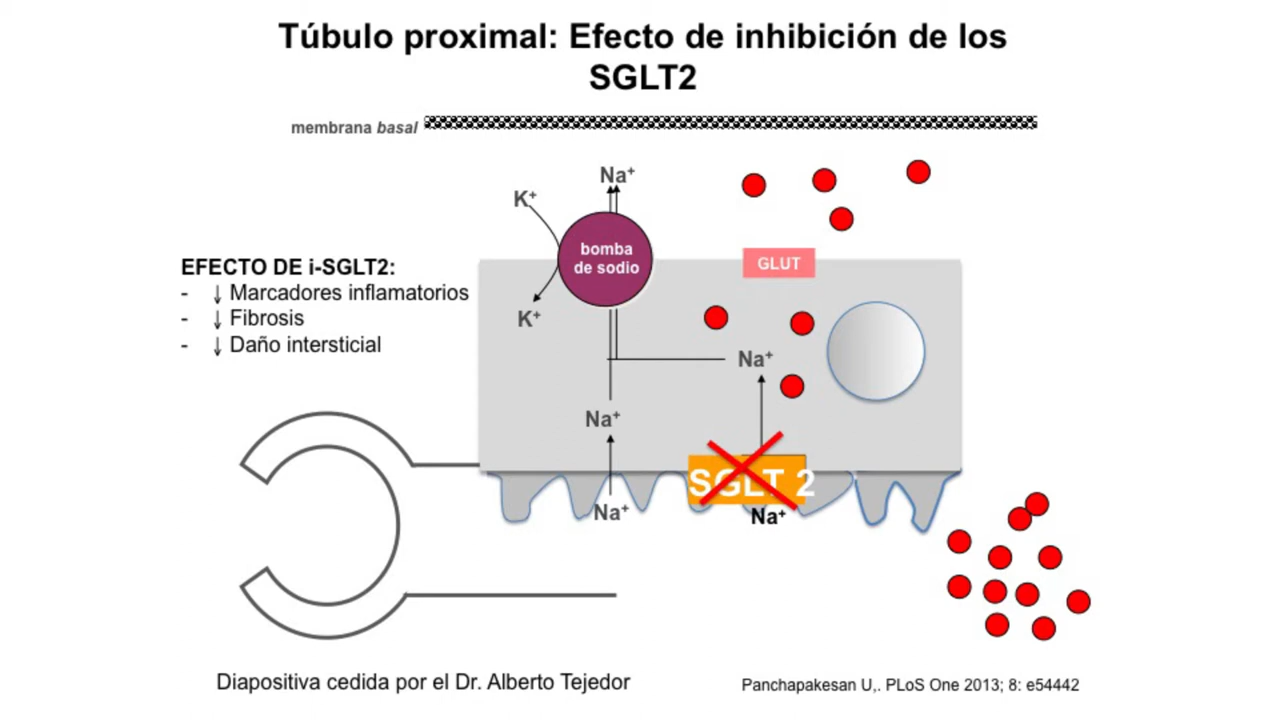 Túbulo proximal: Efecto de inhibición de los
SGLT2
membrana basal
Na⁺
K⁺
bomba
de sodio
GLUT
EFECTO DE i-SGLT2:
- ↓ Marcadores inflamatorios
- ↓ Fibrosis
- ↓ Daño intersticial
K⁺
Na⁺
Na⁺
SGLT 2
Na⁺
Na⁺
Diapositiva cedida por el Dr. Alberto Tejedor
Panchapakesan U,. PLoS One 2013; 8: e54442